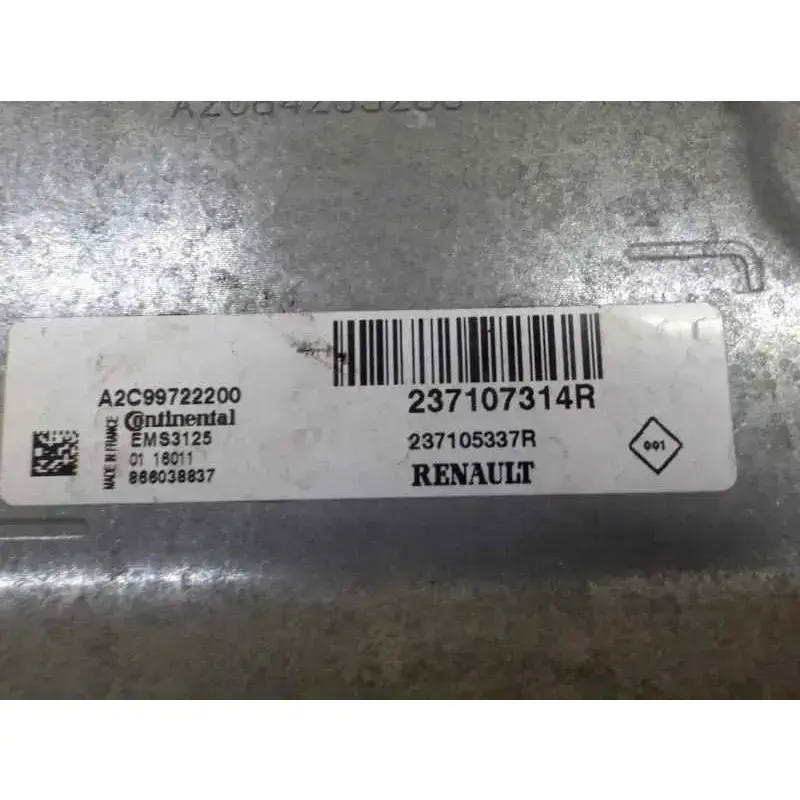 A2C99722200
Continental
MADE IN FRANCE
EMS3125
01 16011
866038837
237107314R
237105337R
RENAULT
001